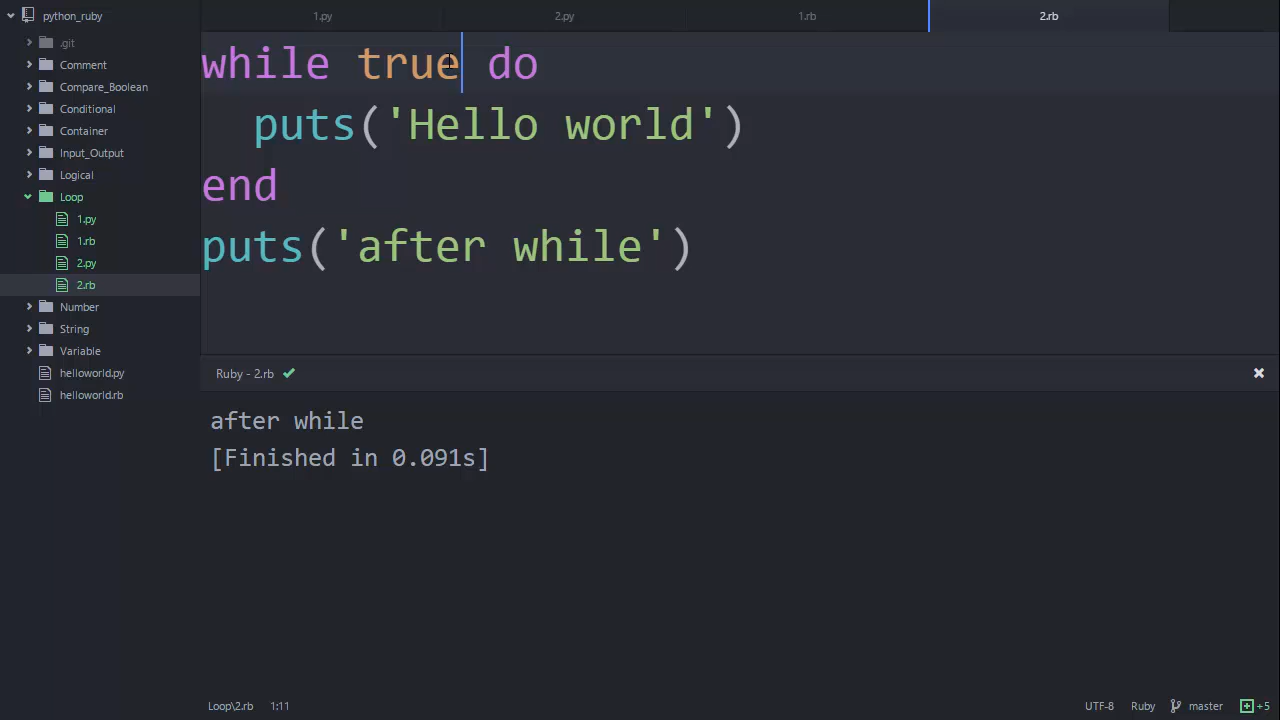 python_ruby
.git
Comment
Compare_Boolean
Conditional
Container
Input_Output
Logical
Loop
1.py
1.rb
2.py
2.rb
Number
String
Variable
helloworld.py
helloworld.rb
1.py 2.py 1.rb 2.rb
while true do
puts('Hello world')
end
puts('after while')
Ruby - 2.rb
after while
[Finished in 0.091s]
Loop\2.rb 1:11 UTF-8 Ruby master +5